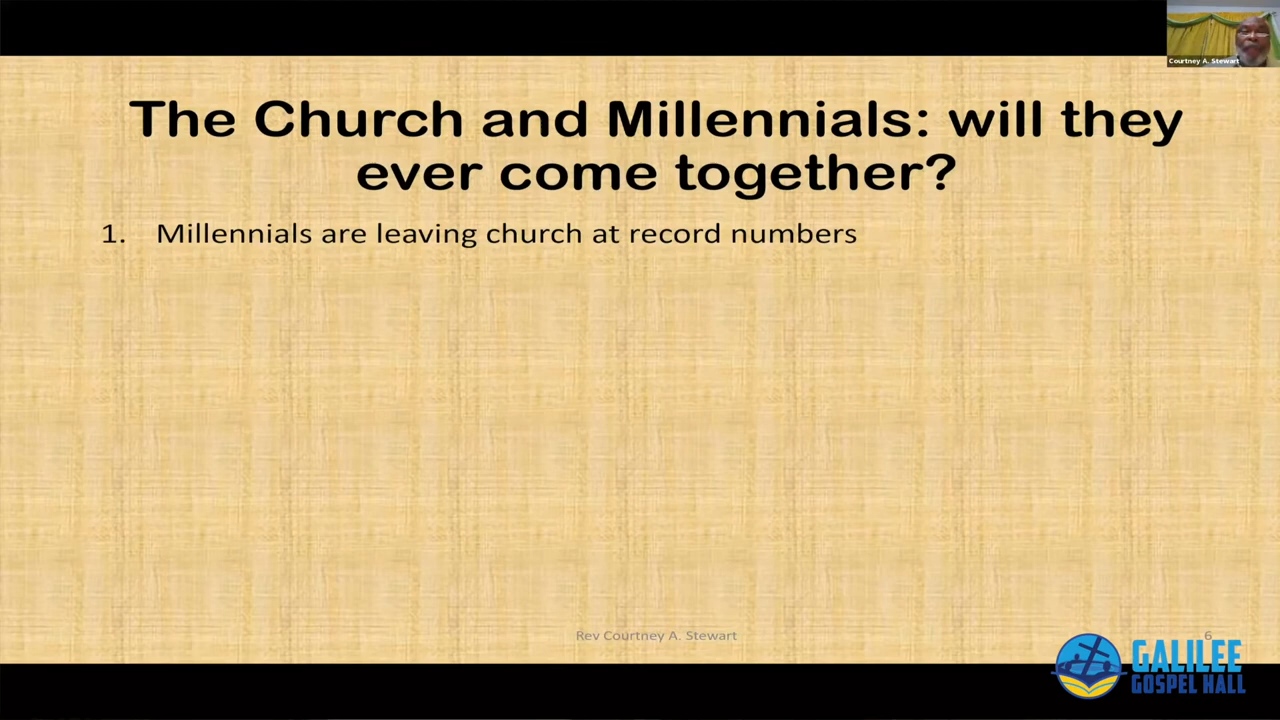 Courtney A. Stewart
The Church and Millennials: will they
ever come together?
1. Millennials are leaving church at record numbers
Rev Courtney A. Stewart
6
GALILEE
GOSPEL HALL